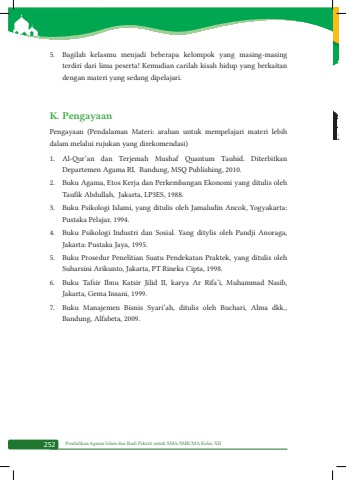 5. Bagilah kelasmu menjadi beberapa kelompok yang masing-masing
terdiri dari lima peserta! Kemudian carilah kisah hidup yang berkaitan
dengan materi yang sedang dipelajari.
K. Pengayaan
Pengayaan (Pendalaman Materi: arahan untuk mempelajari materi lebih
dalam melalui rujukan yang direkomendasi)
1. Al-Qur'an dan Terjemah Mushaf Quantum Tauhid. Diterbitkan
Departemen Agama RI, Bandung, MSQ Publishing, 2010.
2. Buku Agama, Etos Kerja dan Perkembangan Ekonomi yang ditulis oleh
Taufik Abdullah, Jakarta, LP3ES, 1988.
3. Buku Psikologi Islami, yang ditulis oleh Jamaludin Ancok, Yogyakarta:
Pustaka Pelajar, 1994.
4. Buku Psikologi Industri dan Sosial. Yang ditylis oleh Pandji Anoraga,
Jakarta: Pustaka Jaya, 1995.
5. Buku Prosedur Penelitian Suatu Pendekatan Praktek, yang ditulis oleh
Suharsini Arikunto, Jakarta, PT Rineka Cipta, 1998.
6. Buku Tafsir Ibnu Katsir Jilid II, karya Ar Rifa'i, Muhammad Nasib,
Jakarta, Gema Insani, 1999.
7. Buku Manajemen Bisnis Syari'ah, ditulis oleh Buchari, Alma dkk.,
Bandung, Alfabeta, 2009.
252 Pendidikan Agama Islam dan Budi Pekerti untuk SMA/SMK/MA Kelas XII